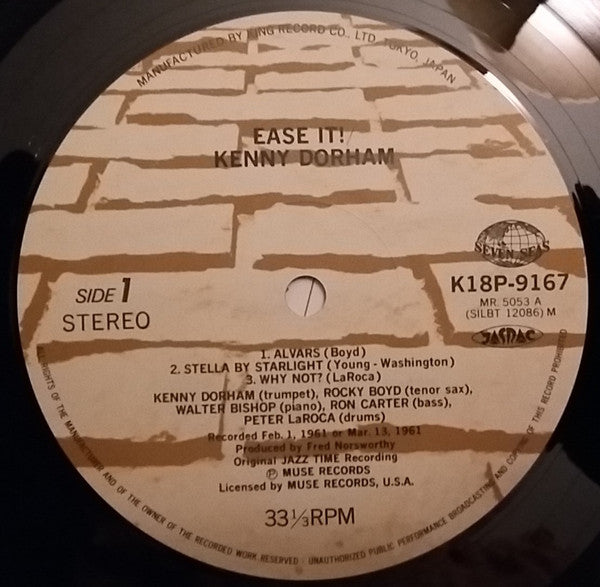 MANUFACTURED BY KING RECORD CO., LTD. TOKYO, JAPAN
EASE IT!
KENNY DORHAM
SEVEN SEAS
K18P-9167
MR. 5053 A
(SILBT 12086) M
JASRAC
SIDE 1
STEREO
1. ALVARS (Boyd)
2. STELLA BY STARLIGHT (Young - Washington)
3. WHY NOT? (LaRoca)
KENNY DORHAM (trumpet), ROCKY BOYD (tenor sax),
WALTER BISHOP (piano), RON CARTER (bass),
PETER LaROCA (drums)
Recorded Feb. 1, 1961 or Mar. 13, 1961
Produced by Fred Norsworthy
Original JAZZ TIME Recording
Ⓟ MUSE RECORDS
Licensed by MUSE RECORDS, U.S.A.
33 1/3 RPM
ALL RIGHTS OF THE MANUFACTURER AND OF THE OWNER OF THE RECORDED WORK RESERVED · UNAUTHORIZED PUBLIC PERFORMANCE BROADCASTING AND COPYING OF THIS RECORD PROHIBITED